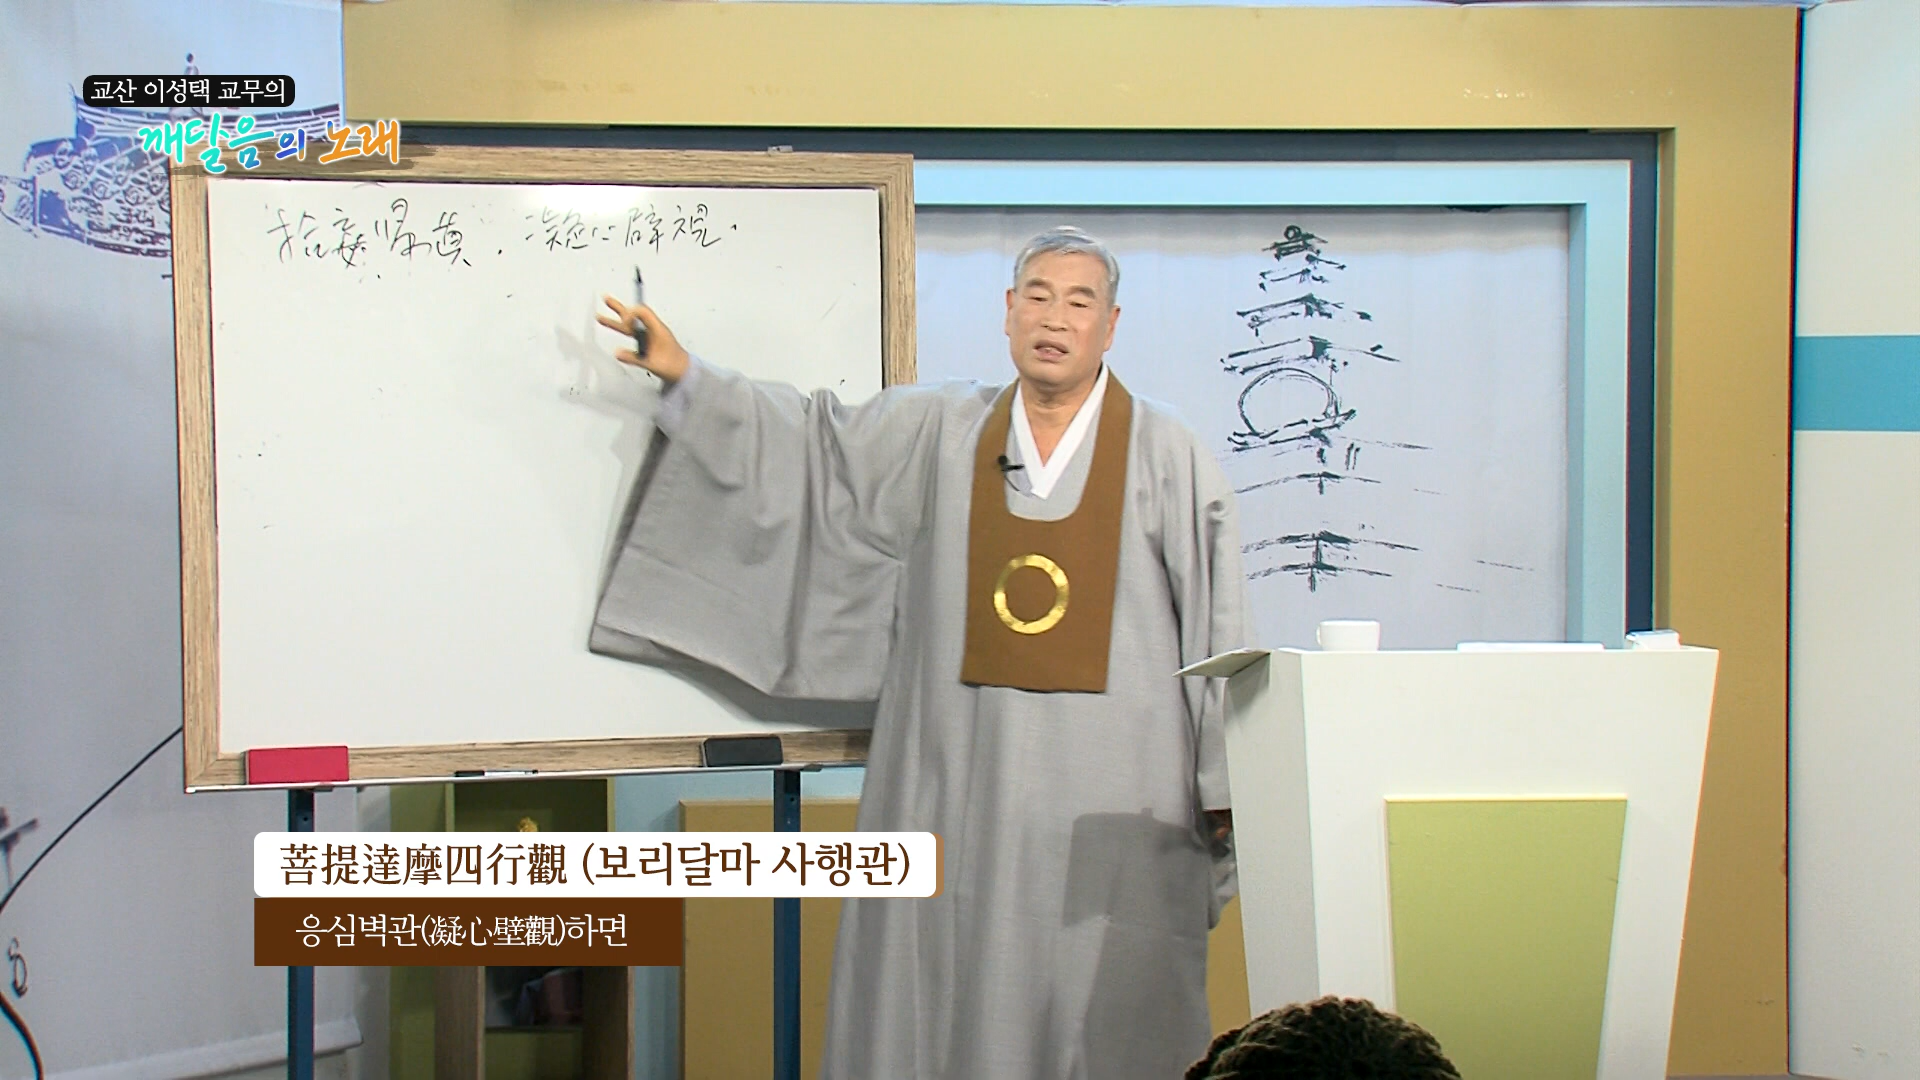 교산 이성택 교무의
깨달음의 노래
捨妄歸眞. 凝心壁視.
菩提達摩四行觀 (보리달마 사행관)
응심벽관(凝心壁觀)하면